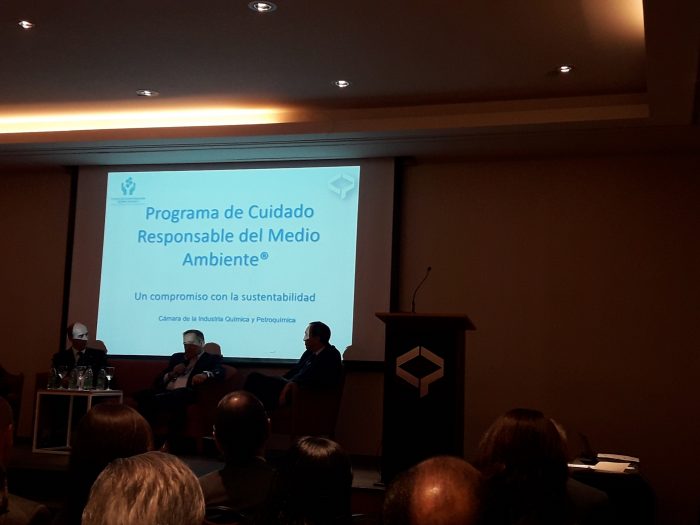 Programa de Cuidado
Responsable del Medio
Ambiente®
Un compromiso con la sustentabilidad
Cámara de la Industria Química y Petroquímica